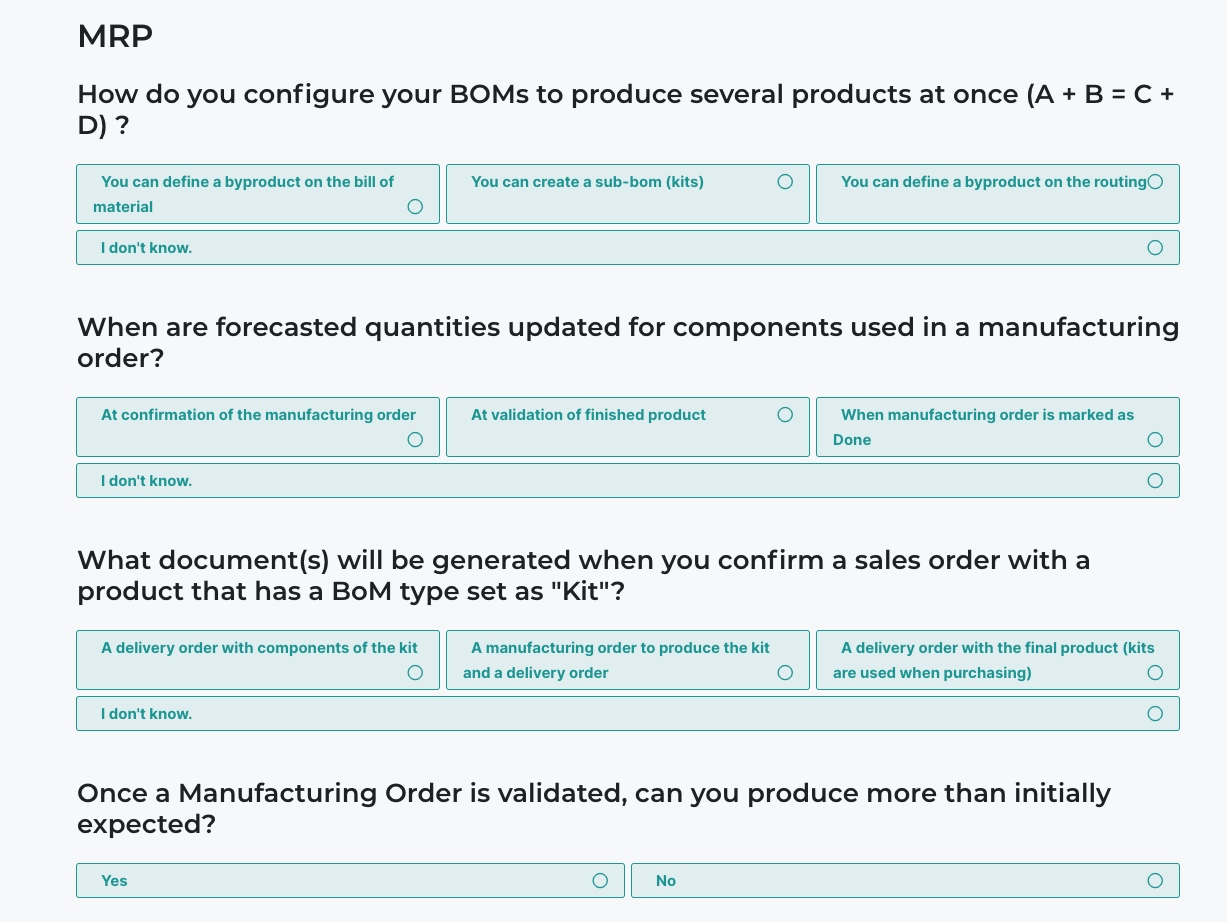 MRP
How do you configure your BOMs to produce several products at once (A + B = C +
D) ?
You can define a byproduct on the bill of
material
You can create a sub-bom (kits)
You can define a byproduct on the routing
I don't know.
When are forecasted quantities updated for components used in a manufacturing
order?
At confirmation of the manufacturing order
At validation of finished product
When manufacturing order is marked as
Done
I don't know.
What document(s) will be generated when you confirm a sales order with a
product that has a BoM type set as "Kit"?
A delivery order with components of the kit
A manufacturing order to produce the kit
and a delivery order
A delivery order with the final product (kits
are used when purchasing)
I don't know.
Once a Manufacturing Order is validated, can you produce more than initially
expected?
Yes
No